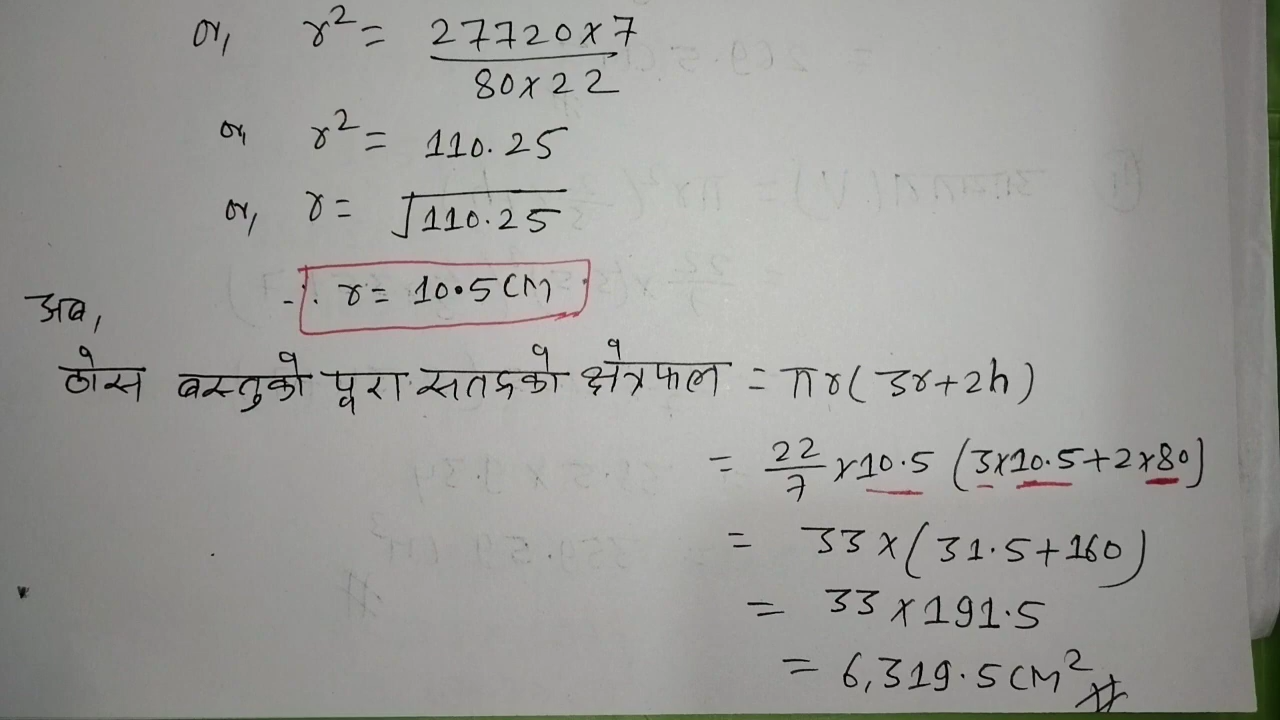 or, r² = 27720×7
80×22
or, r² = 110.25
or, r = √110.25
∴ r = 10.5 CM
अब,
ठोस बस्तुको पूरा सतहको क्षेत्रफल = πr(3r+2h)
= 22/7 × 10.5 (3×10.5+2×80)
= 33×(31.5+160)
= 33×191.5
= 6,319.5 CM² #